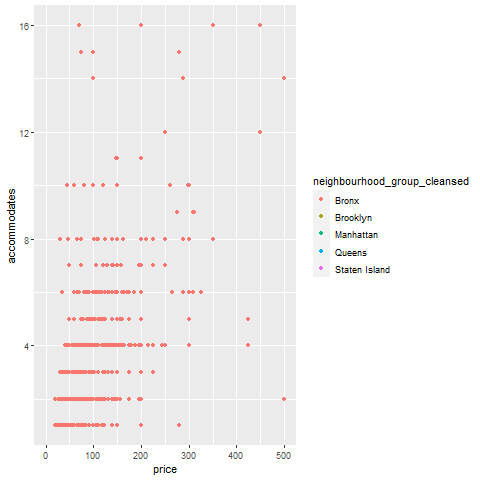 16
12
8
4
accommodates
0
100
200
300
400
500
price
neighbourhood_group_cleansed
Bronx
Brooklyn
Manhattan
Queens
Staten Island